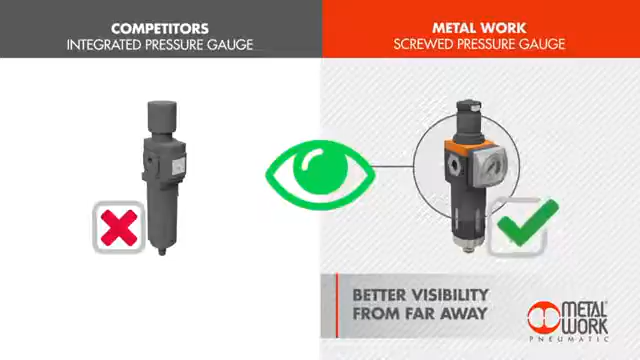 COMPETITORS
INTEGRATED PRESSURE GAUGE
METAL WORK
SCREWED PRESSURE GAUGE
BETTER VISIBILITY
FROM FAR AWAY
METAL
WORK
PNEUMATIC